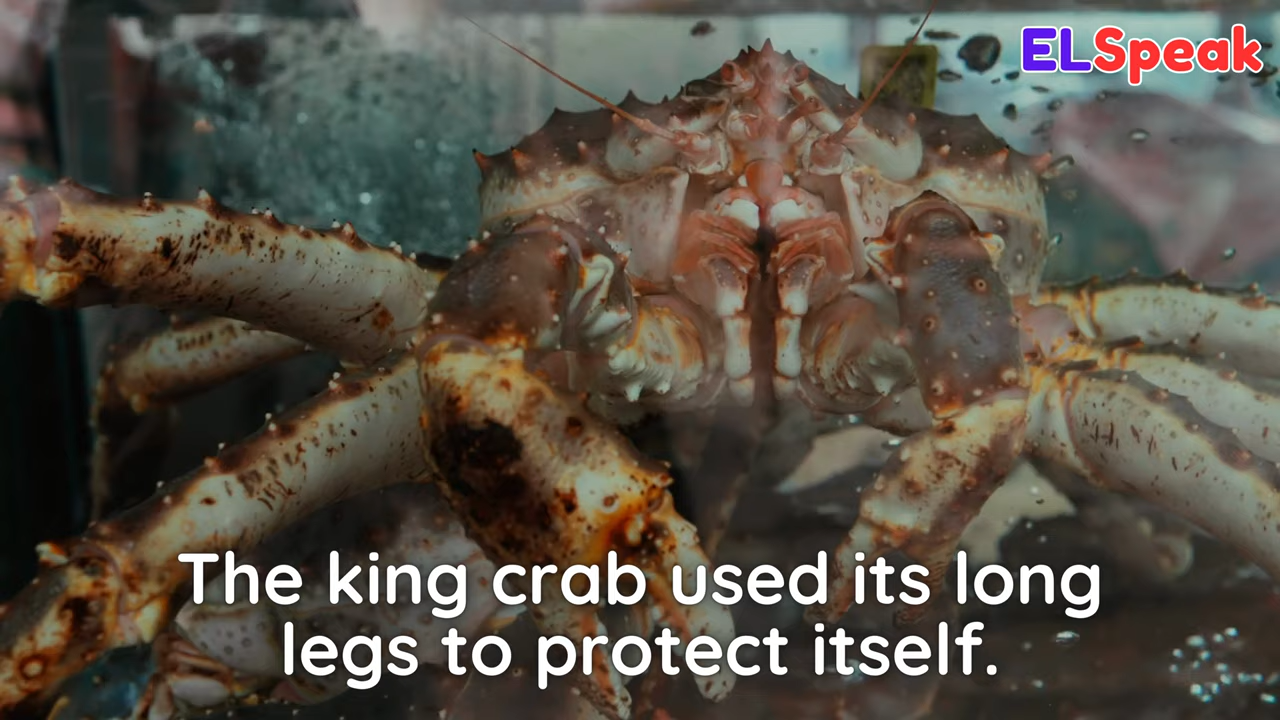 ELSpeak
The king crab used its long
legs to protect itself.